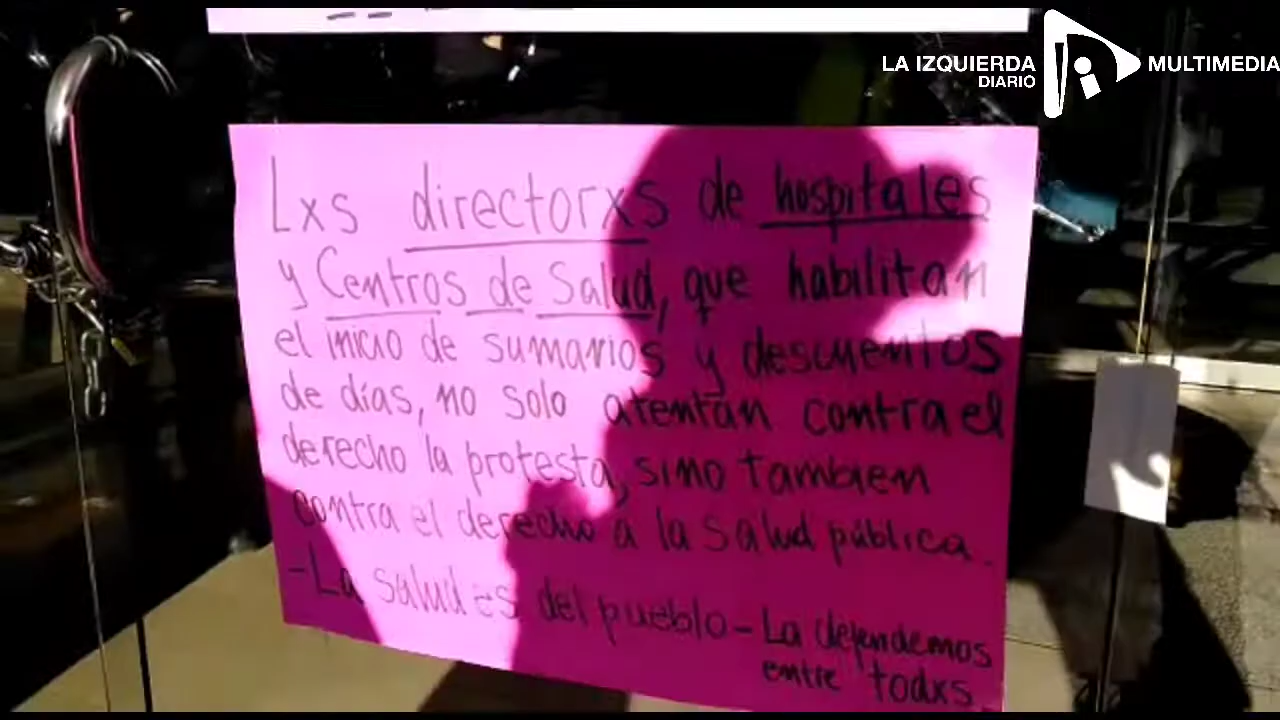 LA IZQUIERDA
DIARIO
MULTIMEDIA
Lxs directorxs de hospitales
y Centros de Salud, que habilitan
el inicio de sumarios y descuentos
de días, no solo atentan contra el
derecho la protesta, sino tambien
contra el derecho a la salud pública.
-La salud es del pueblo - La defendemos
entre todxs